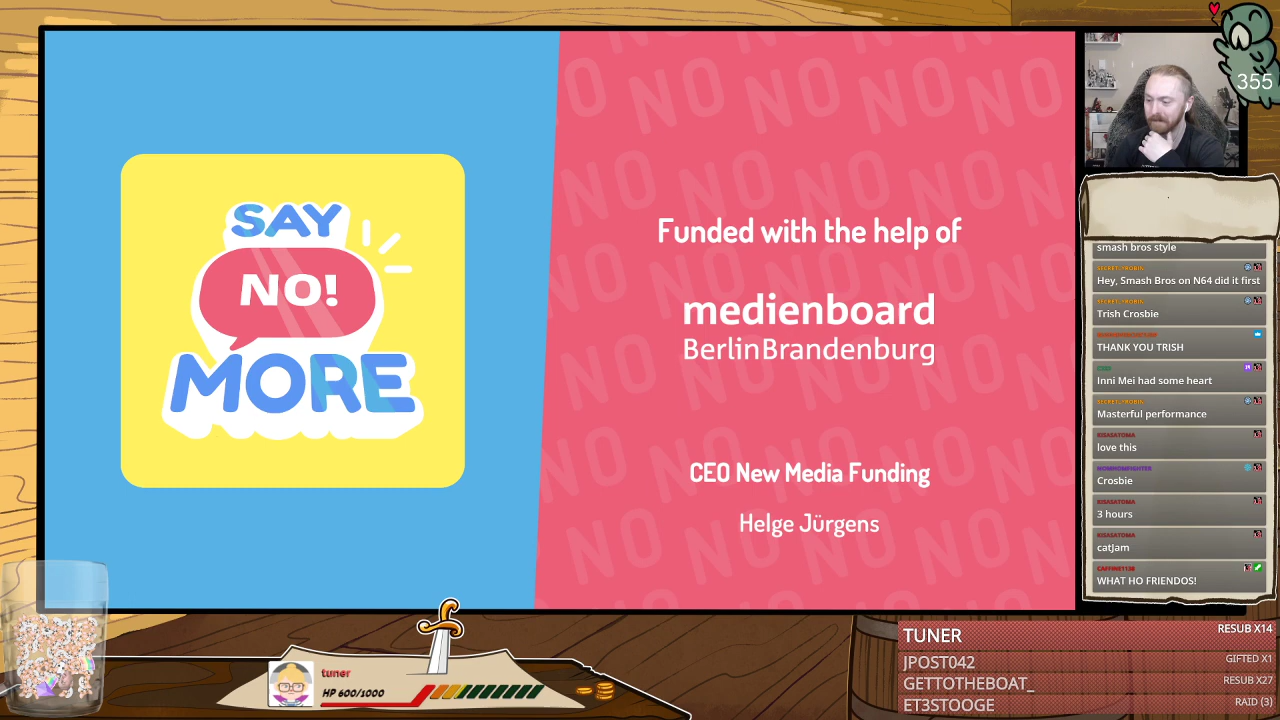 SAY
NO!
MORE
Funded with the help of
medienboard
BerlinBrandenburg
CEO New Media Funding
Helge Jürgens
355
smash bros style
Hey, Smash Bros on N64 did it first
Trish Crosbie
THANK YOU TRISH
Inni Mei had some heart
Masterful performance
KISASATOMA
love this
Crosbie
KISASATOMA
3 hours
KISASATOMA
catJam
WHAT HO FRIENDOS!
tuner
HP 600/1000
TUNER RESUB X14
JPOST042 GIFTED X1
GETTOTHEBOAT_ RESUB X27
ET3STOOGE RAID (3)